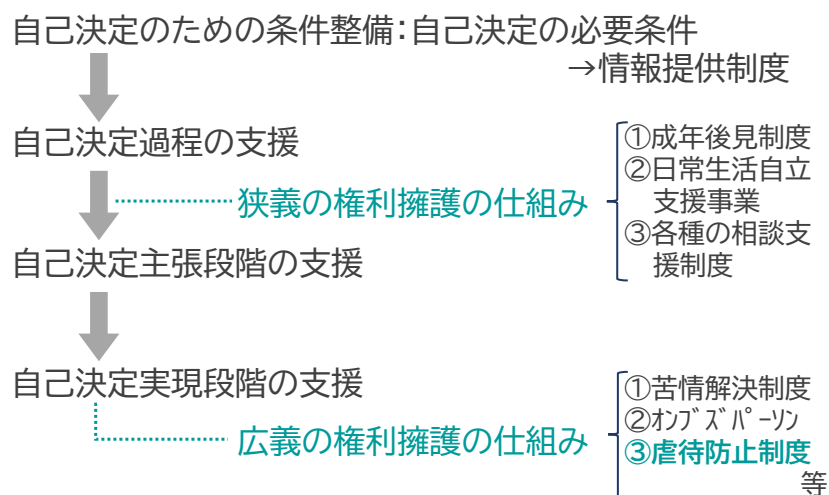 自己決定のための条件整備:自己決定の必要条件
→情報提供制度
自己決定過程の支援
狭義の権利擁護の仕組み
①成年後見制度
②日常生活自立
支援事業
③各種の相談支
援制度
自己決定主張段階の支援
自己決定実現段階の支援
広義の権利擁護の仕組み
①苦情解決制度
②オンブズパーソン
③虐待防止制度
等